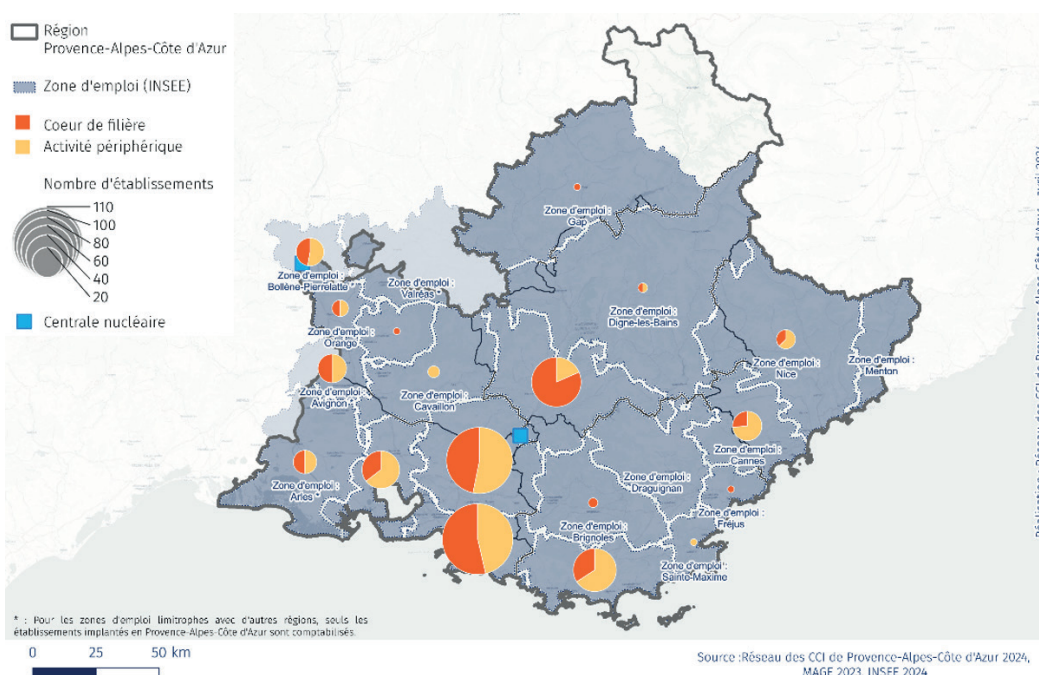 Région
Provence-Alpes-Côte d'Azur
Zone d'emploi (INSEE)
Coeur de filière
Activité périphérique
Nombre d'établissements
110
100
80
60
40
20
Centrale nucléaire
Zone d'emploi :
Gap
Zone d'emploi :
Bollène-Pierrelatte *
Zone d'emploi :
Valréas *
Zone d'emploi :
Digne-les-Bains
Zone d'emploi :
Orange
Zone d'emploi :
Nice
Zone d'emploi :
Menton
Zone d'emploi :
Avignon *
Zone d'emploi :
Cavaillon
Zone d'emploi :
Cannes
Zone d'emploi :
Arles *
Zone d'emploi :
Draguignan
Zone d'emploi :
Fréjus
Zone d'emploi :
Brignoles
Zone d'emploi :
Sainte-Maxime
* : Pour les zones d'emploi limitrophes avec d'autres régions, seuls les
établissements implantés en Provence-Alpes-Côte d'Azur sont comptabilisés.
0 25 50 km
Source :Réseau des CCI de Provence-Alpes-Côte d'Azur 2024,
MAGE 2023, INSEE 2024